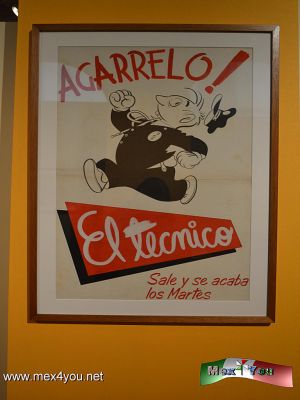 AGARRELO!
El tecnico
Sale y se acaba
los Martes
www.mex4you.net
Mex4You